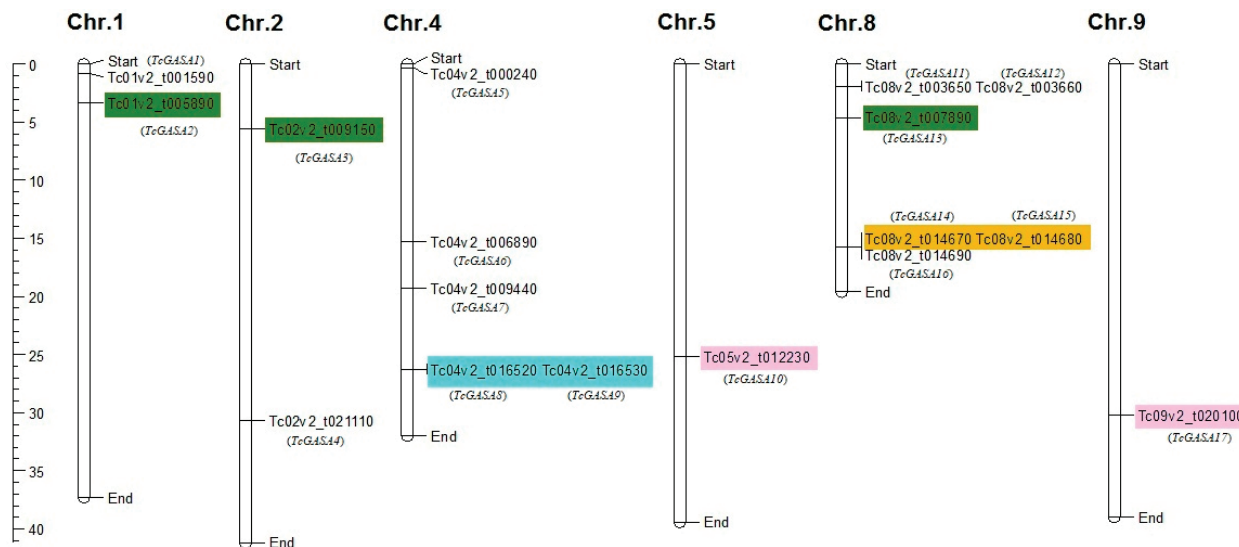 Chr.1 Chr.2 Chr.4 Chr.5 Chr.8 Chr.9
0
5
10
15
20
25
30
35
40
Start (TcGASA1)
Tc01v2_t001590
Tc01v2_t005890
(TcGASA2)
End
Start
Tc02v2_t009150
(TcGASA3)
Tc02v2_t021110
(TcGASA4)
End
Start
Tc04v2_t000240
(TcGASA5)
Tc04v2_t006890
(TcGASA6)
Tc04v2_t009440
(TcGASA7)
Tc04v2_t016520 Tc04v2_t016530
(TcGASA8) (TcGASA9)
End
Start
Tc05v2_t012230
(TcGASA10)
End
Start
(TcGASA11) (TcGASA12)
Tc08v2_t003650 Tc08v2_t003660
Tc08v2_t007890
(TcGASA13)
(TcGASA14) (TcGASA15)
Tc08v2_t014670 Tc08v2_t014680
Tc08v2_t014690
(TcGASA16)
End
Start
Tc09v2_t020100
(TcGASA17)
End